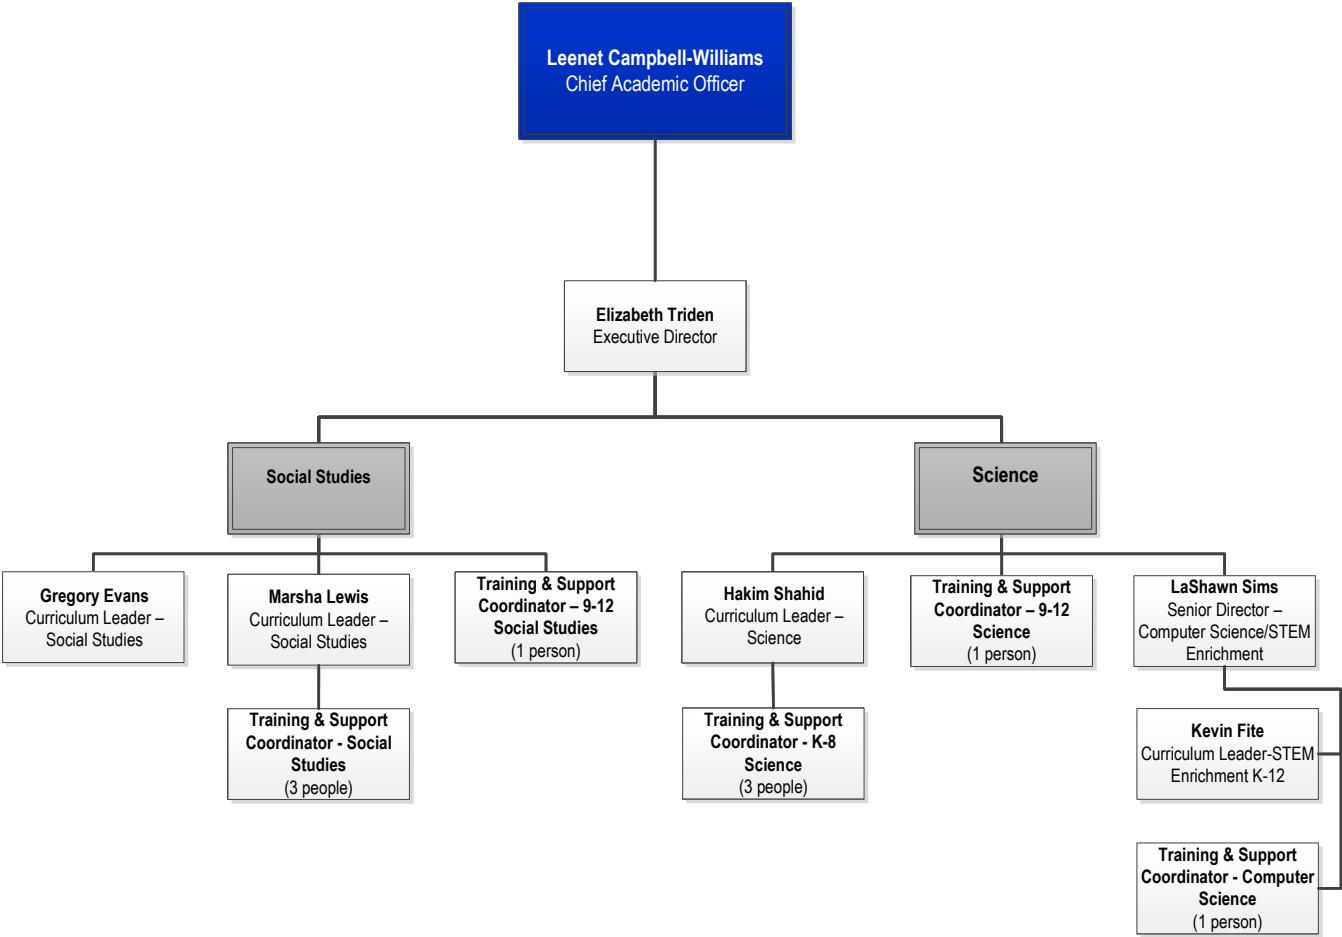 Leenet Campbell-Williams
Chief Academic Officer
Elizabeth Triden
Executive Director
Social Studies
Science
Gregory Evans
Curriculum Leader –
Social Studies
Marsha Lewis
Curriculum Leader –
Social Studies
Training & Support
Coordinator – 9-12
Social Studies
(1 person)
Hakim Shahid
Curriculum Leader –
Science
Training & Support
Coordinator – 9-12
Science
(1 person)
LaShawn Sims
Senior Director –
Computer Science/STEM
Enrichment
Training & Support
Coordinator - Social
Studies
(3 people)
Training & Support
Coordinator - K-8
Science
(3 people)
Kevin Fite
Curriculum Leader-STEM
Enrichment K-12
Training & Support
Coordinator - Computer
Science
(1 person)